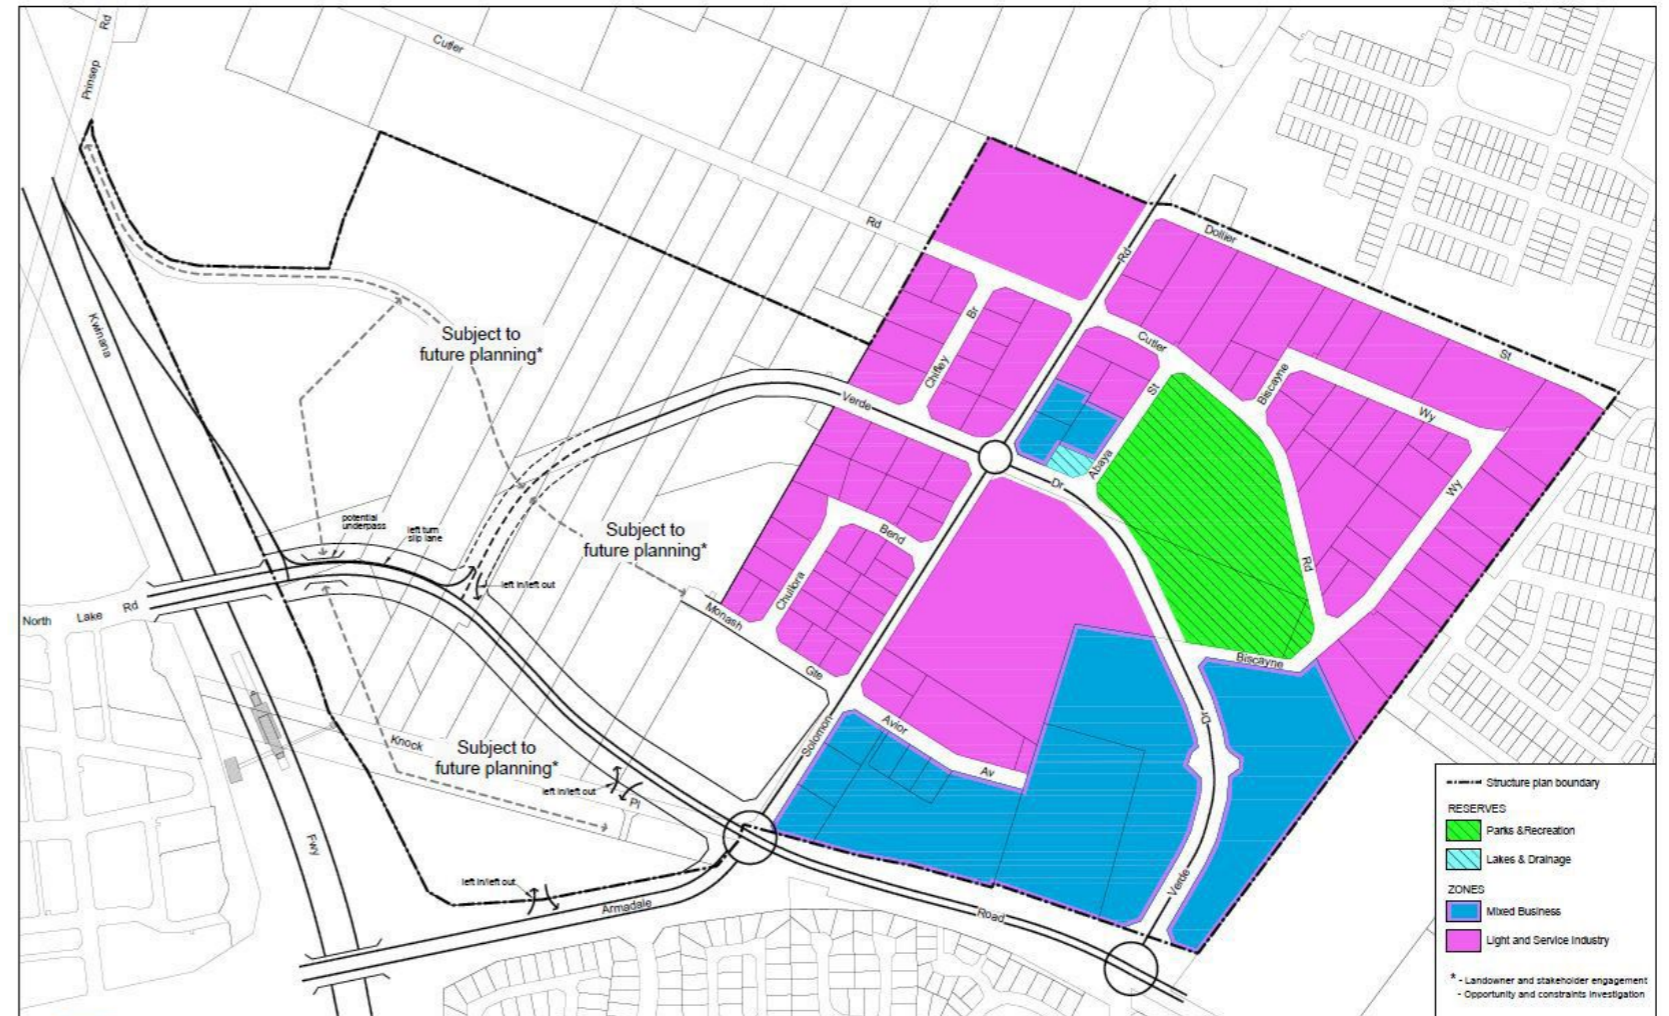 Rd
Prinsep
Cutler
Rd
Rd
Dollier
St
Kwinana
Fwy
Subject to
future planning*
Br
Chifley
Cutler
St
Abaya
Biscayne
Wy
Wy
Rd
Verde
Dr
potential
underpass
left turn
slip lane
Subject to
future planning*
left in/left out
Bend
Chullora
Monash
Gte
North Lake Rd
Biscayne
Dr
Solomon
Avior
Av
Knock
Pl
Subject to
future planning*
left in/left out
left in/left out
Armadale
Road
Verde
Structure plan boundary
RESERVES
Parks & Recreation
Lakes & Drainage
ZONES
Mixed Business
Light and Service Industry
* - Landowner and stakeholder engagement
- Opportunity and constraints investigation